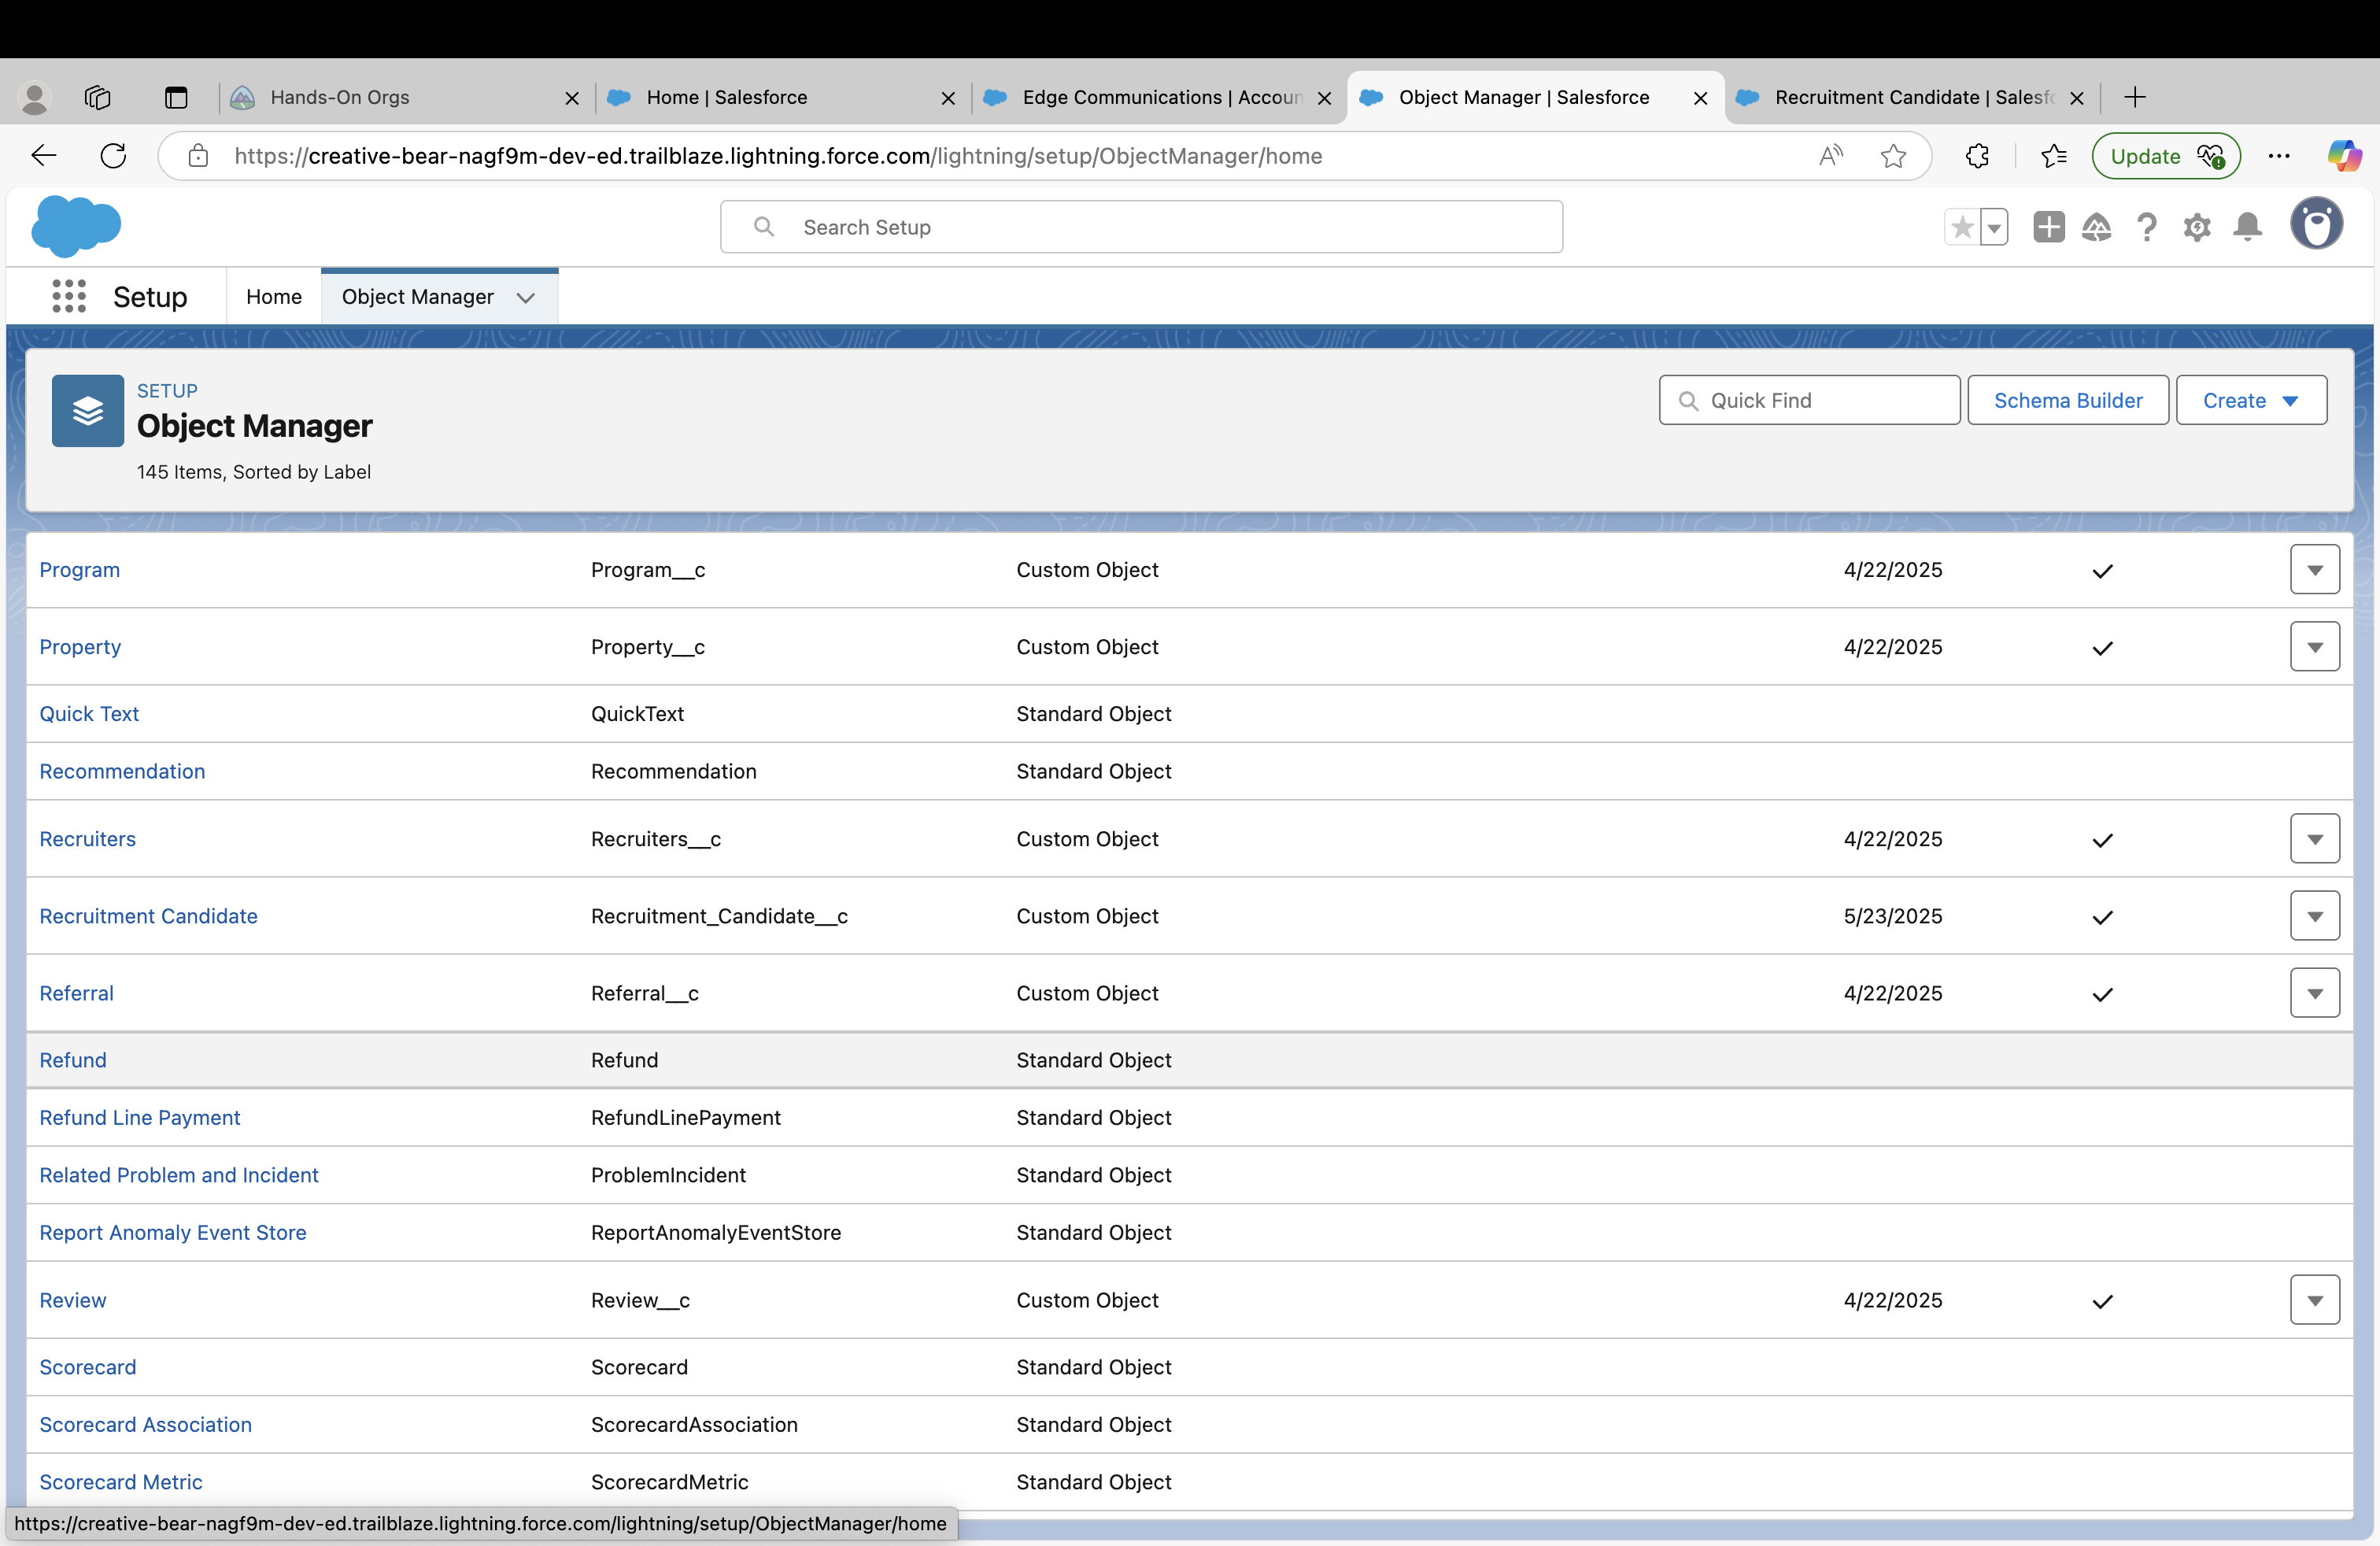 Hands-On Orgs
Home | Salesforce
Edge Communications | Accoun
Object Manager | Salesforce
Recruitment Candidate | Salesfo
https://creative-bear-nagf9m-dev-ed.trailblaze.lightning.force.com/lightning/setup/ObjectManager/home
Update
Search Setup
Setup
Home
Object Manager
SETUP
Object Manager
145 Items, Sorted by Label
Quick Find
Schema Builder
Create
Program Program__c Custom Object 4/22/2025
Property Property__c Custom Object 4/22/2025
Quick Text QuickText Standard Object
Recommendation Recommendation Standard Object
Recruiters Recruiters__c Custom Object 4/22/2025
Recruitment Candidate Recruitment_Candidate__c Custom Object 5/23/2025
Referral Referral__c Custom Object 4/22/2025
Refund Refund Standard Object
Refund Line Payment RefundLinePayment Standard Object
Related Problem and Incident ProblemIncident Standard Object
Report Anomaly Event Store ReportAnomalyEventStore Standard Object
Review Review__c Custom Object 4/22/2025
Scorecard Scorecard Standard Object
Scorecard Association ScorecardAssociation Standard Object
Scorecard Metric ScorecardMetric Standard Object
https://creative-bear-nagf9m-dev-ed.trailblaze.lightning.force.com/lightning/setup/ObjectManager/home